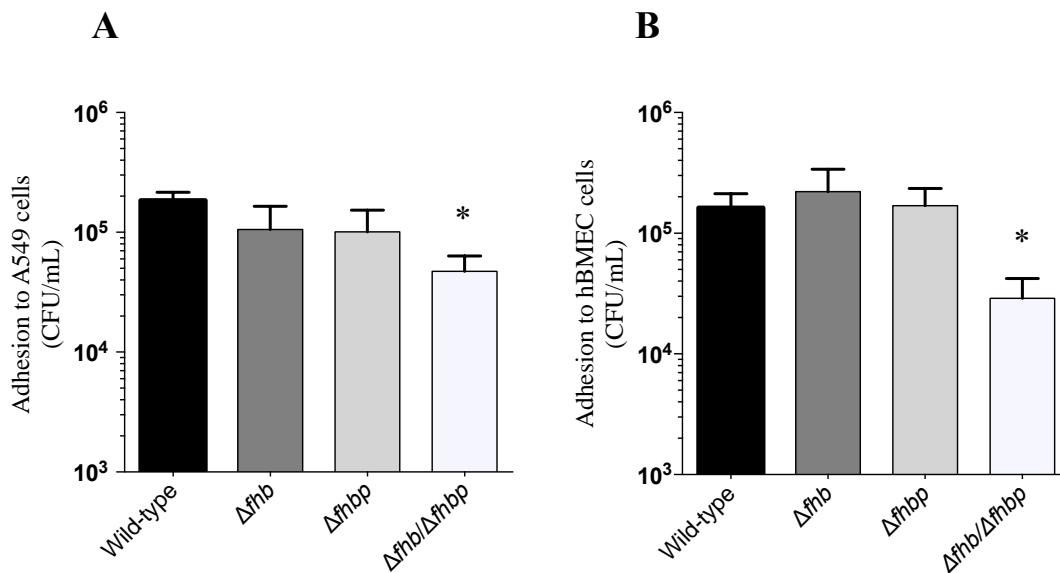 A
Adhesion to A549 cells
(CFU/mL)
10⁶
10⁵
10⁴
10³
*
Wild-type
Δfhb
Δfhbp
Δfhb/Δfhbp
B
Adhesion to hBMEC cells
(CFU/mL)
10⁶
10⁵
10⁴
10³
*
Wild-type
Δfhb
Δfhbp
Δfhb/Δfhbp